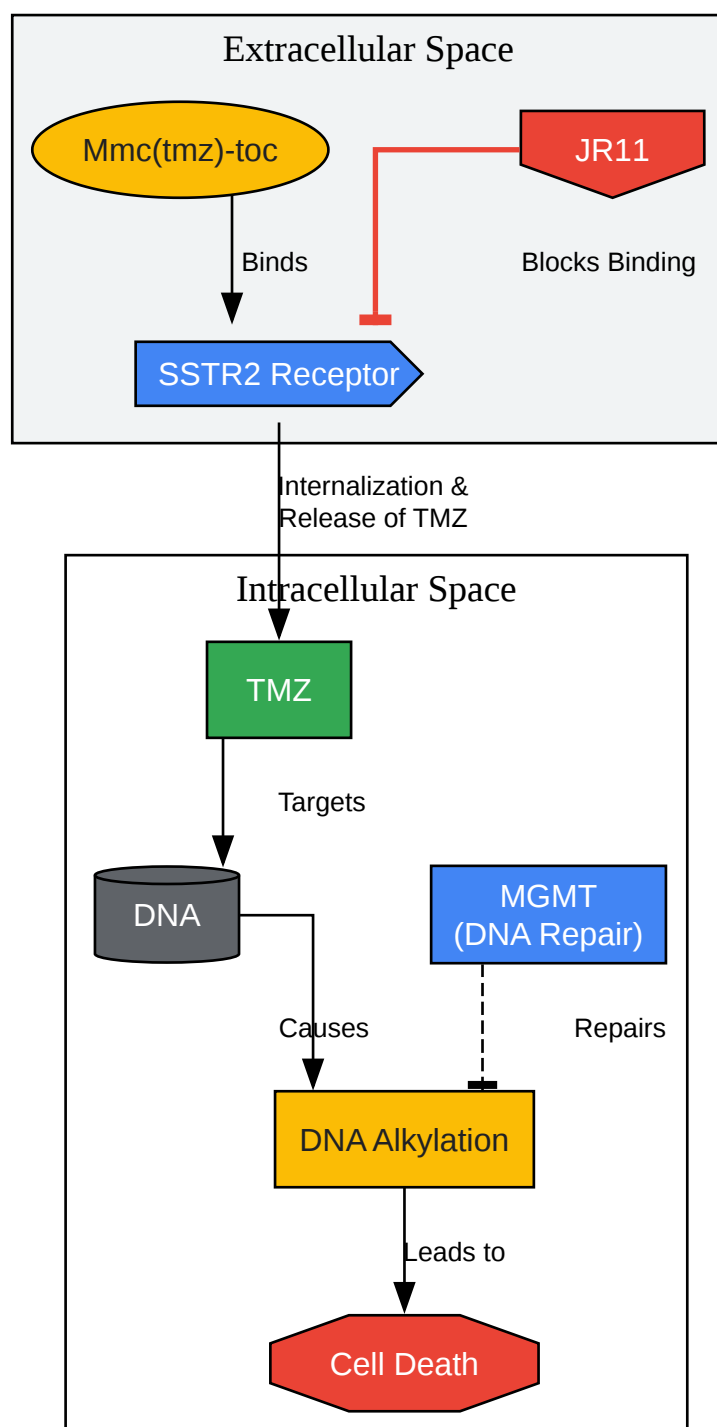 Extracellular Space
Mmc(tmz)-toc
JR11
Binds
Blocks Binding
SSTR2 Receptor
Internalization &
Release of TMZ
Intracellular Space
TMZ
Targets
DNA
MGMT
(DNA Repair)
Causes
Repairs
DNA Alkylation
Leads to
Cell Death